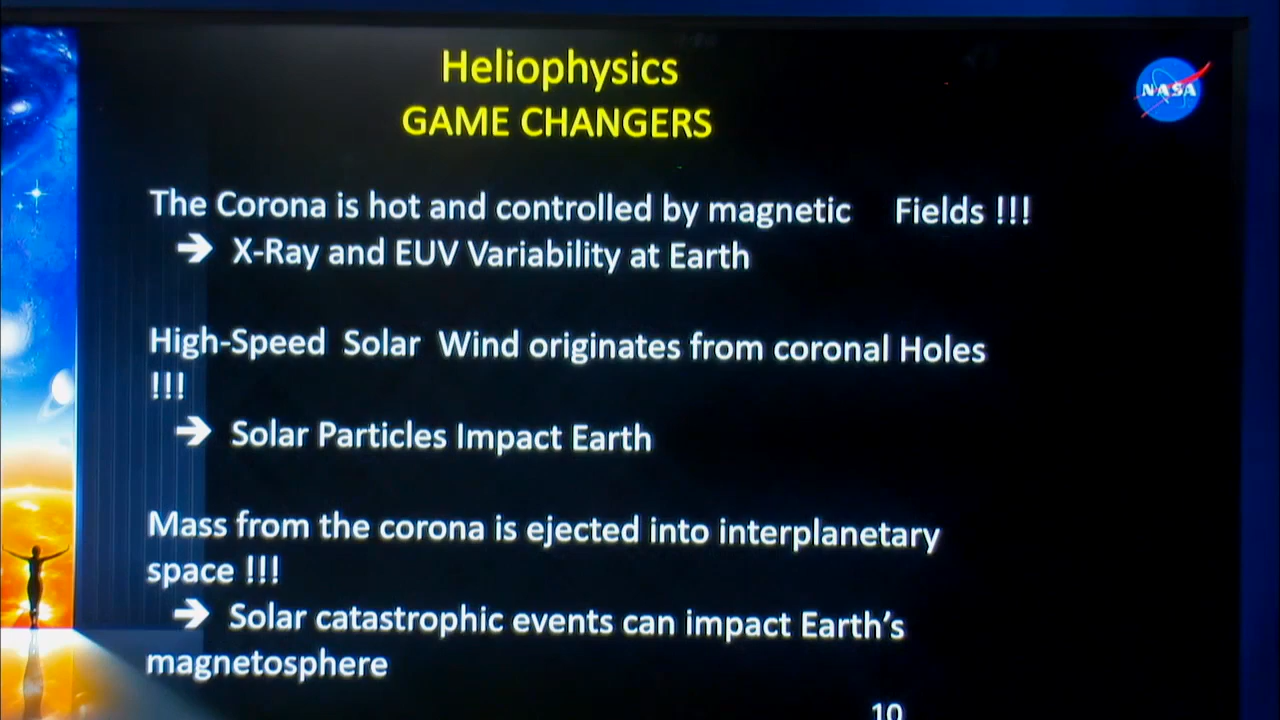 Heliophysics
GAME CHANGERS
NASA
The Corona is hot and controlled by magnetic Fields !!!
➔ X-Ray and EUV Variability at Earth
High-Speed Solar Wind originates from coronal Holes
!!!
➔ Solar Particles Impact Earth
Mass from the corona is ejected into interplanetary
space !!!
➔ Solar catastrophic events can impact Earth’s
magnetosphere
10